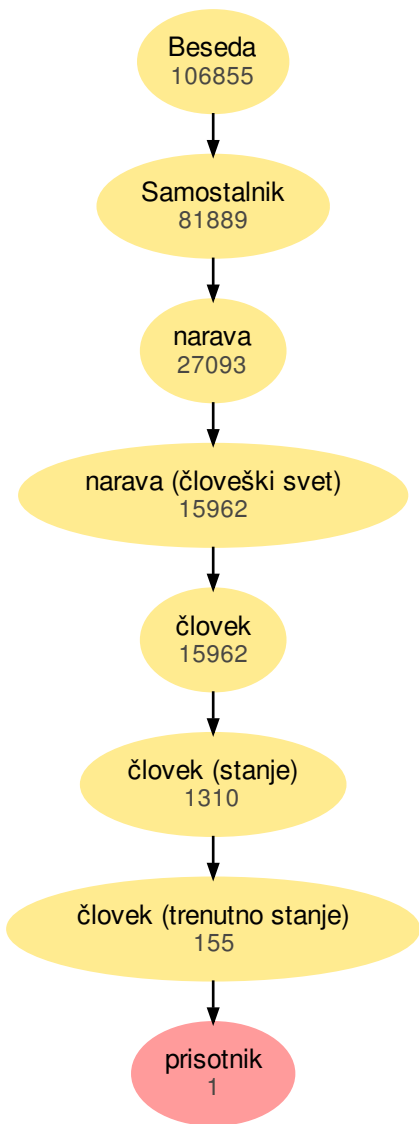 Beseda
106855
Samostalnik
81889
narava
27093
narava (človeški svet)
15962
človek
15962
človek (stanje)
1310
človek (trenutno stanje)
155
prisotnik
1